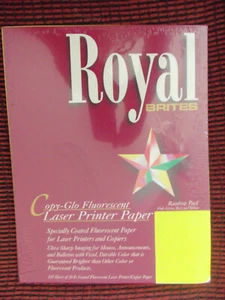 Royal
BRITES
Copy-Glo Fluorescent
Laser Printer Paper
Rainbow Pack
Specially Coated Fluorescent Paper
for Laser Printers and Copiers
Ultra Sharp Imaging for Menus, Announcements,
and Bulletins with Vivid, Durable Color that is
Guaranteed Brighter than Other Color or
Fluorescent Products